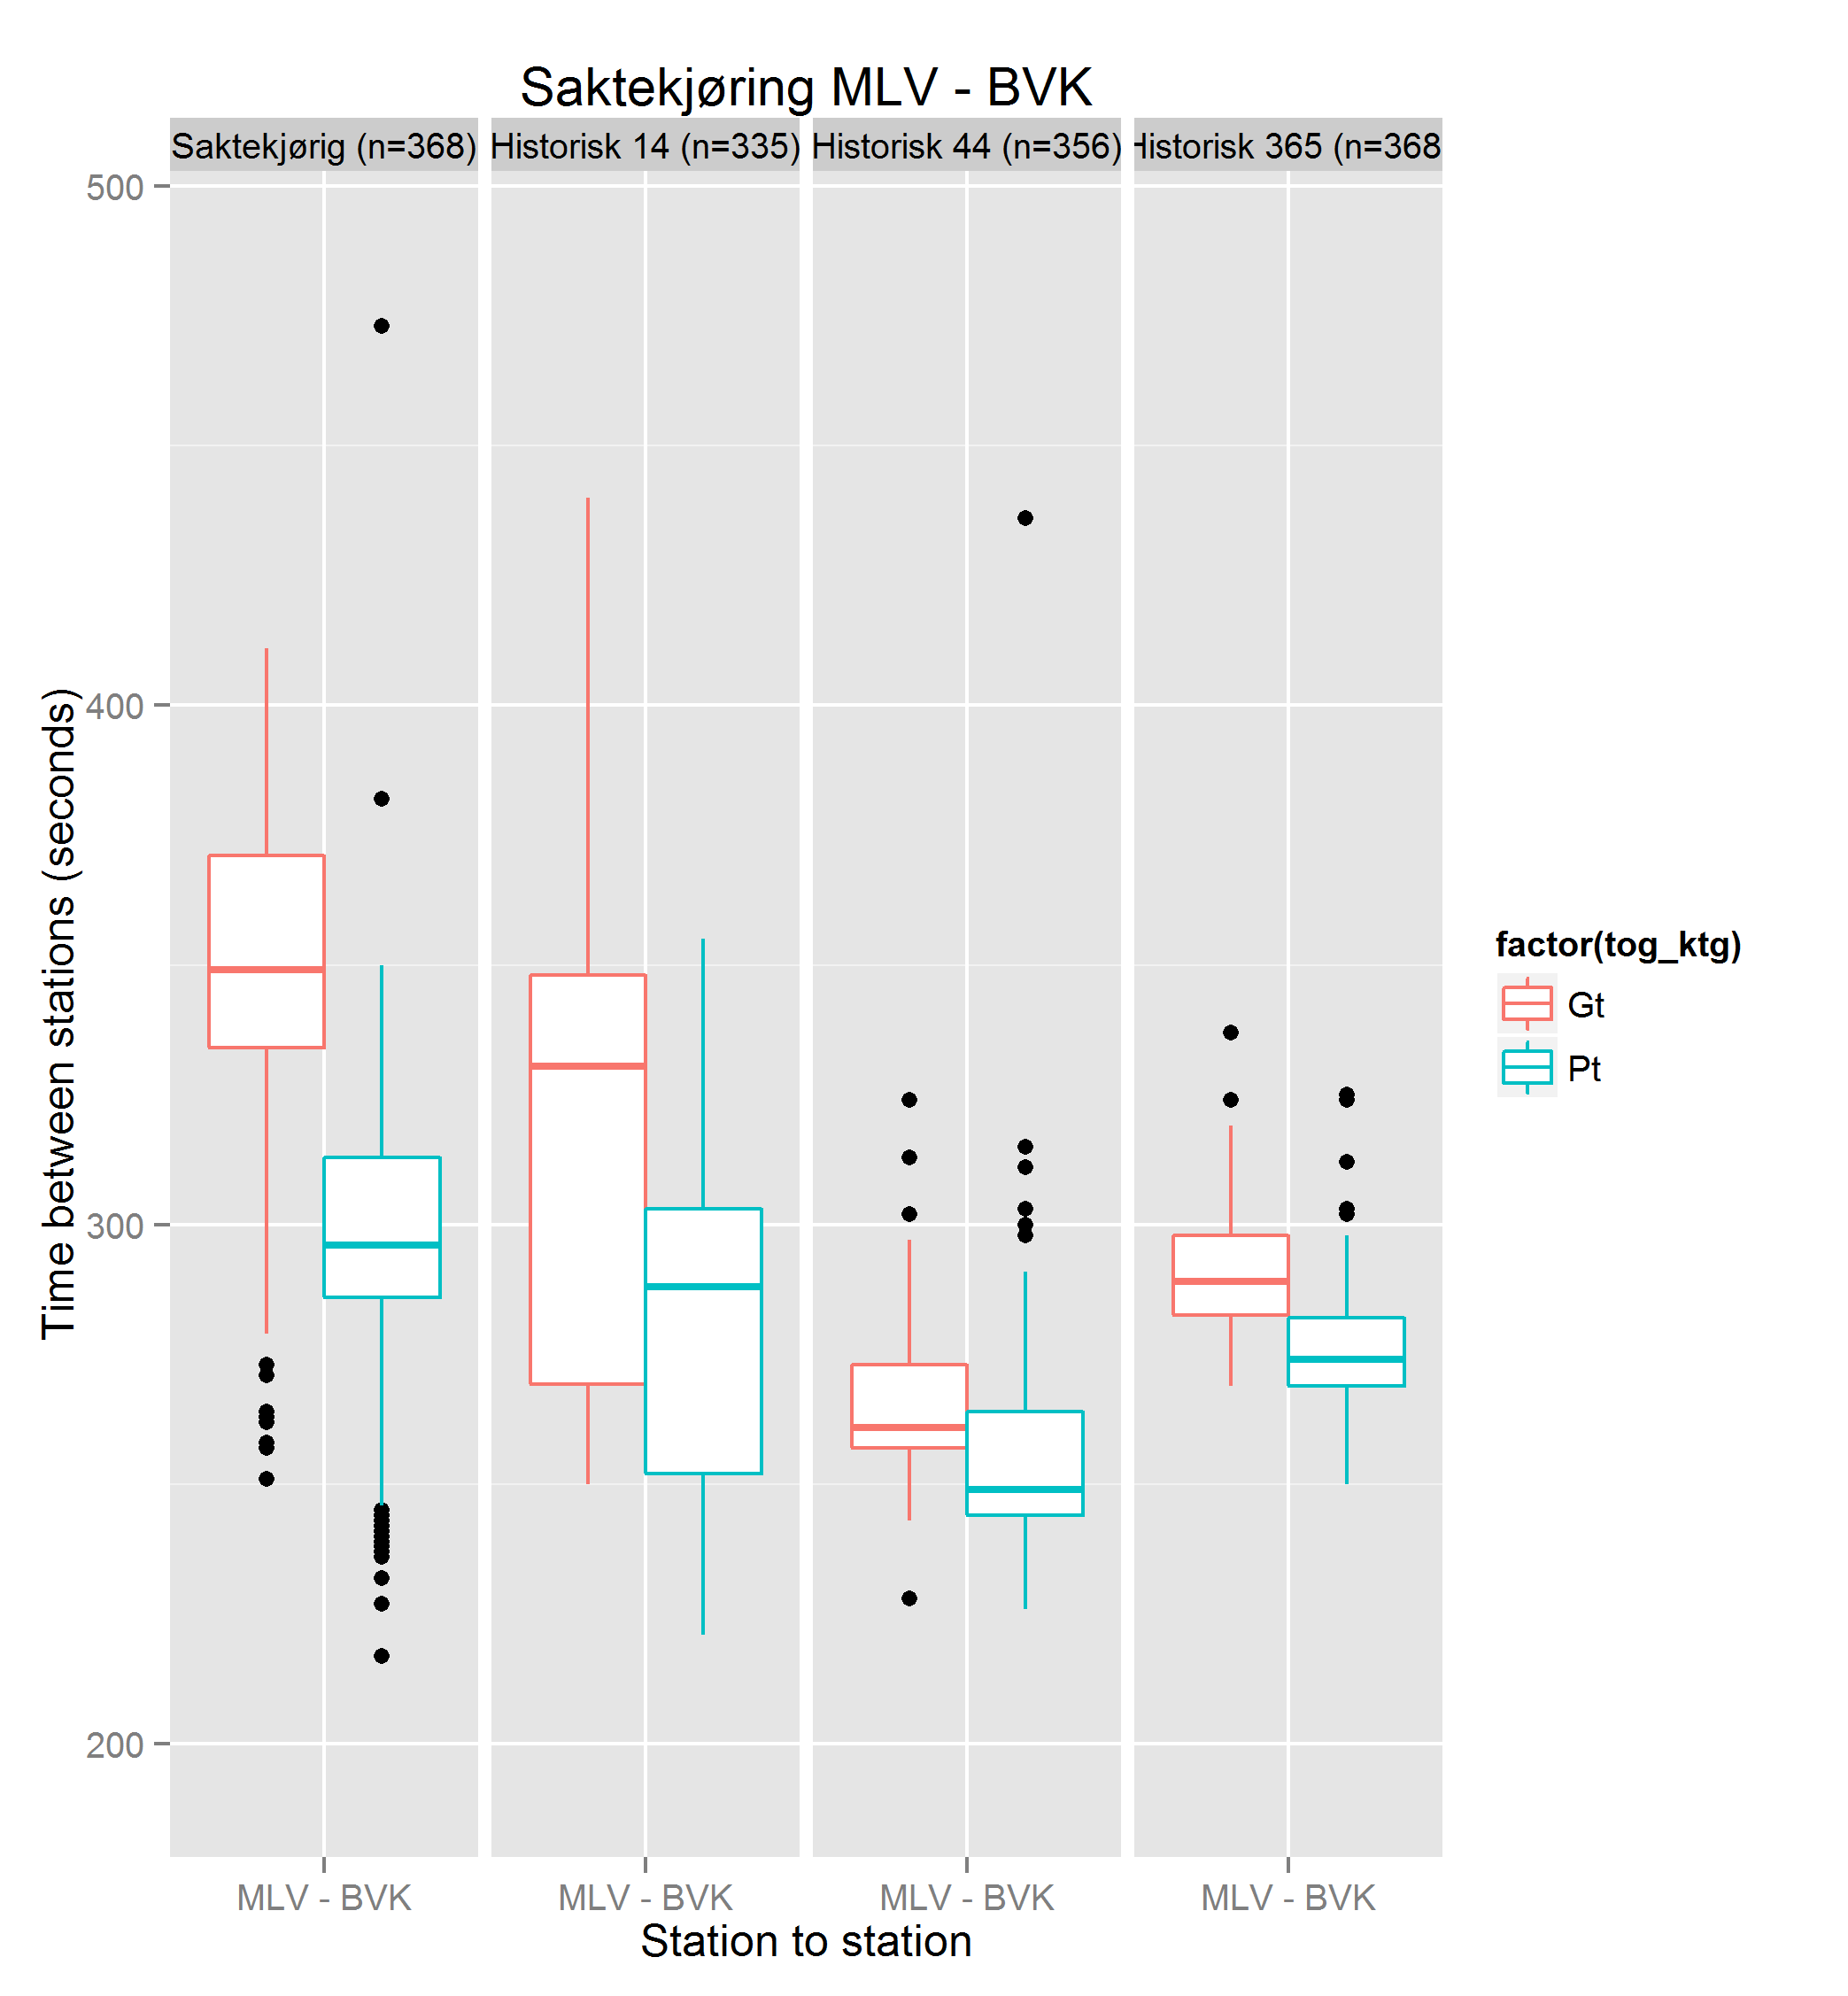 Saktekjøring MLV - BVK
Saktekjørig (n=368) Historisk 14 (n=335) Historisk 44 (n=356) Historisk 365 (n=368
500
400
300
200
Time between stations (seconds)
MLV - BVK MLV - BVK MLV - BVK MLV - BVK
Station to station
factor(tog_ktg)
Gt
Pt